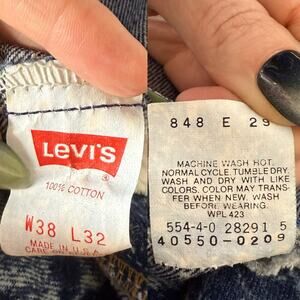 LEVI'S
®
100% COTTON
W38 L32
MADE IN U.S.A.
848 E 29
MACHINE WASH HOT.
NORMAL CYCLE. TUMBLE DRY.
WASH AND DRY WITH LIKE
COLORS. COLOR MAY TRANS-
FER WHEN NEW. WASH
BEFORE WEARING.
WPL 423
554-4-0 28291 5
40550-0209